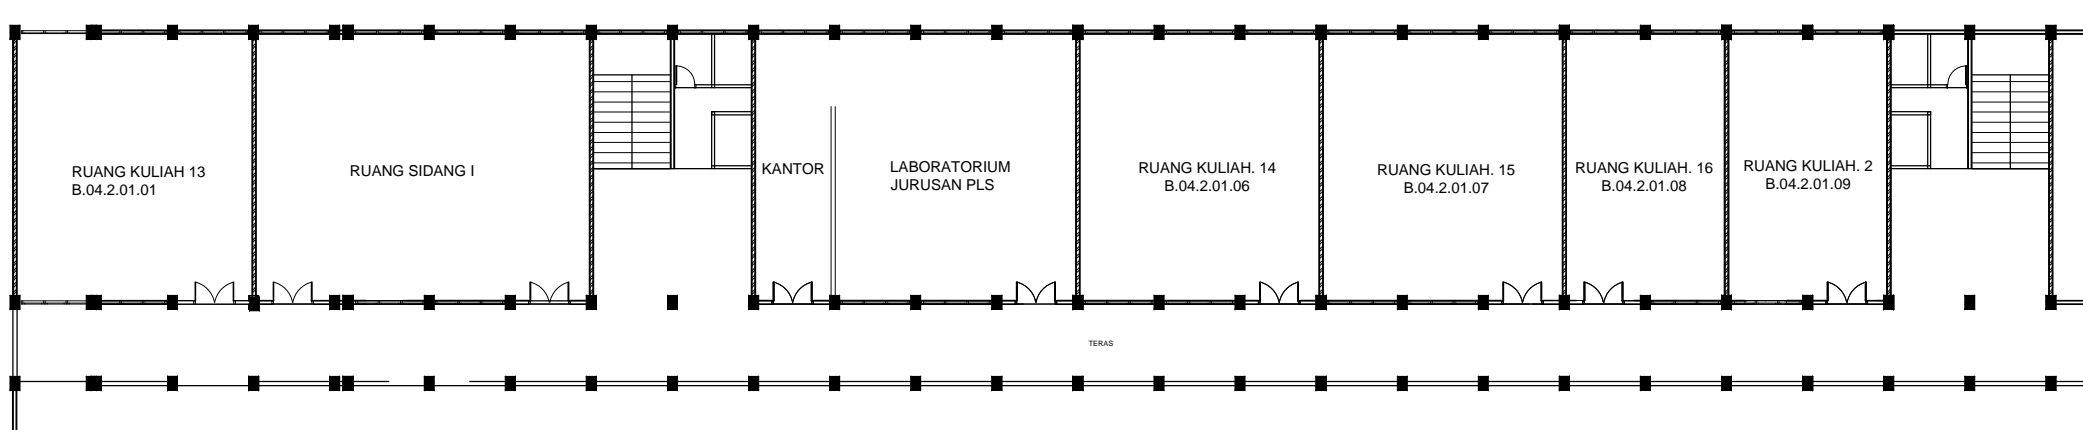 RUANG KULIAH 13
B.04.2.01.01
RUANG SIDANG I
KANTOR
LABORATORIUM
JURUSAN PLS
RUANG KULIAH. 14
B.04.2.01.06
RUANG KULIAH. 15
B.04.2.01.07
RUANG KULIAH. 16
B.04.2.01.08
RUANG KULIAH. 2
B.04.2.01.09
TERAS